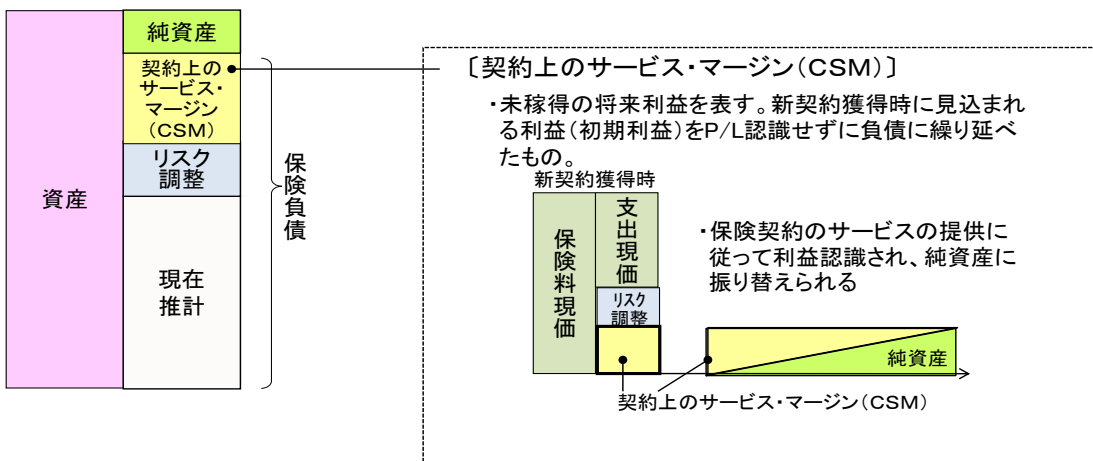 資産
純資産
契約上の
サービス・
マージン
(CSM)
リスク
調整
現在
推計
保険負債
〔契約上のサービス・マージン(CSM)〕
・未稼得の将来利益を表す。新契約獲得時に見込まれ
る利益(初期利益)をP/L認識せずに負債に繰り延べ
たもの。
新契約獲得時
保険料現価
支出現価
リスク
調整
・保険契約のサービスの提供に
従って利益認識され、純資産に
振り替えられる
純資産
契約上のサービス・マージン(CSM)